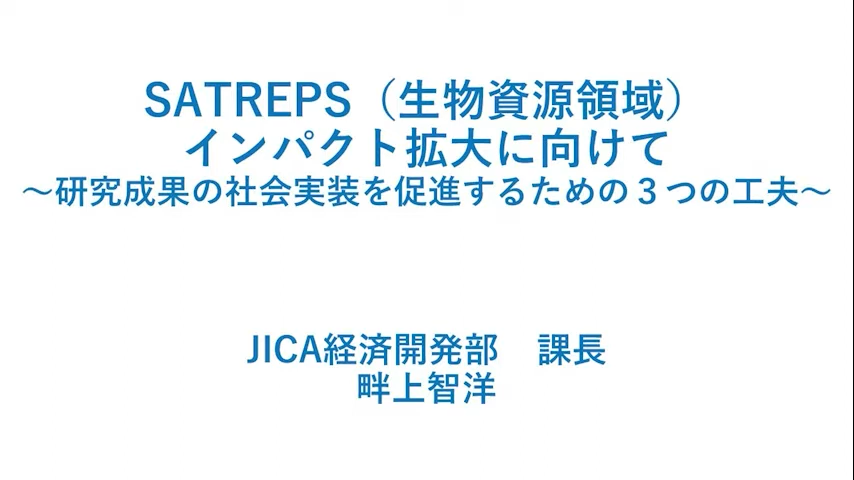 SATREPS（生物資源領域）
インパクト拡大に向けて
～研究成果の社会実装を促進するための３つの工夫～
JICA経済開発部　課長
畔上智洋